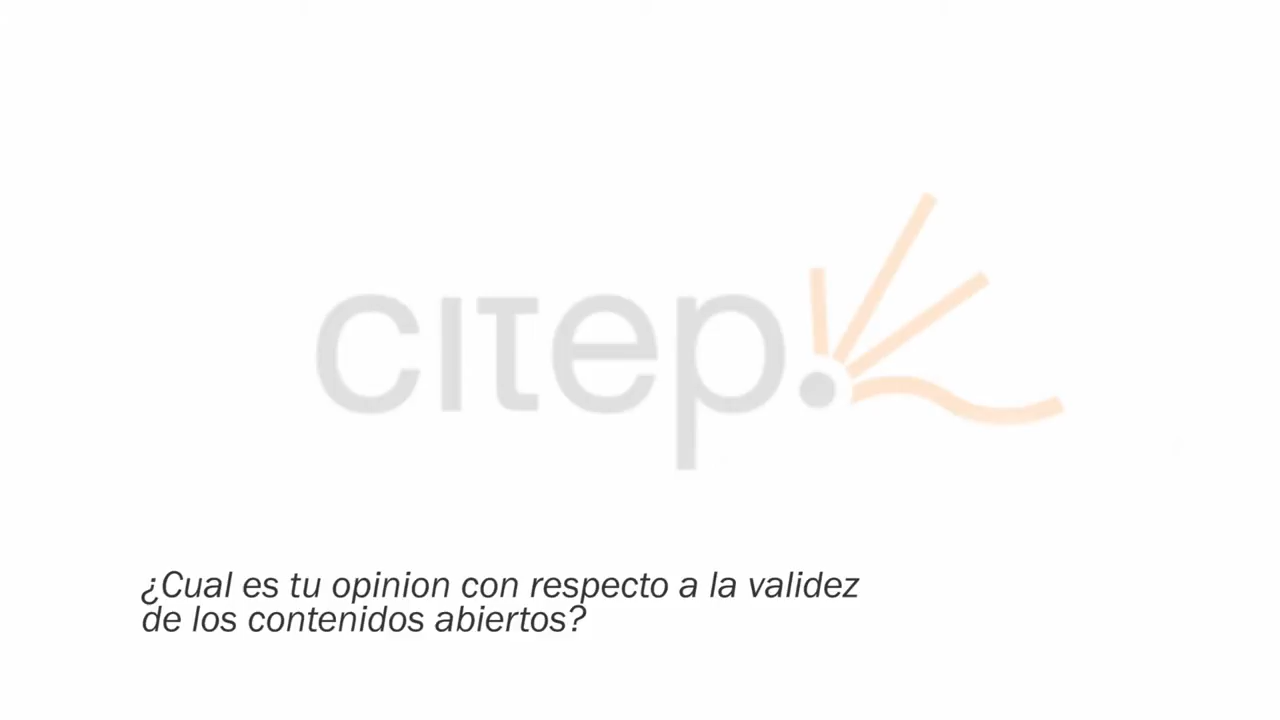 citep.
¿Cual es tu opinion con respecto a la validez
de los contenidos abiertos?